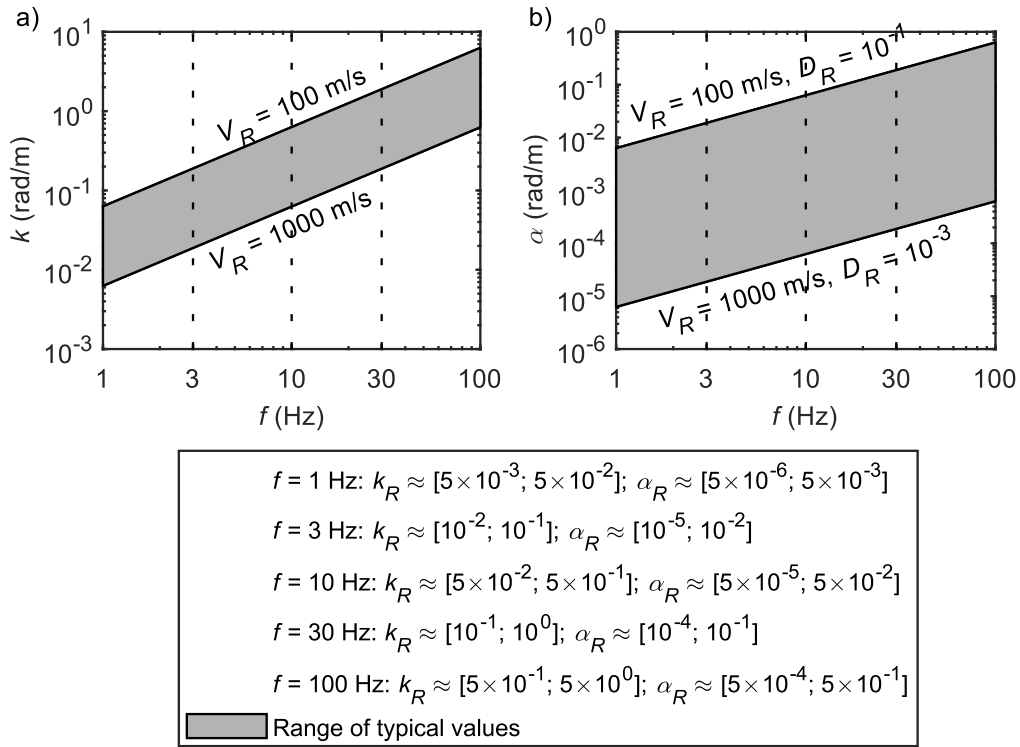 a)
10^1
10^0
10^-1
10^-2
10^-3
k (rad/m)
V_R = 100 m/s
V_R = 1000 m/s
1 3 10 30 100
f (Hz)
b)
10^0
10^-1
10^-2
10^-3
10^-4
10^-5
10^-6
α (rad/m)
V_R = 100 m/s, D_R = 10^-1
V_R = 1000 m/s, D_R = 10^-3
1 3 10 30 100
f (Hz)
f = 1 Hz: k_R ≈ [5×10^-3; 5×10^-2]; α_R ≈ [5×10^-6; 5×10^-3]
f = 3 Hz: k_R ≈ [10^-2; 10^-1]; α_R ≈ [10^-5; 10^-2]
f = 10 Hz: k_R ≈ [5×10^-2; 5×10^-1]; α_R ≈ [5×10^-5; 5×10^-2]
f = 30 Hz: k_R ≈ [10^-1; 10^0]; α_R ≈ [10^-4; 10^-1]
f = 100 Hz: k_R ≈ [5×10^-1; 5×10^0]; α_R ≈ [5×10^-4; 5×10^-1]
Range of typical values